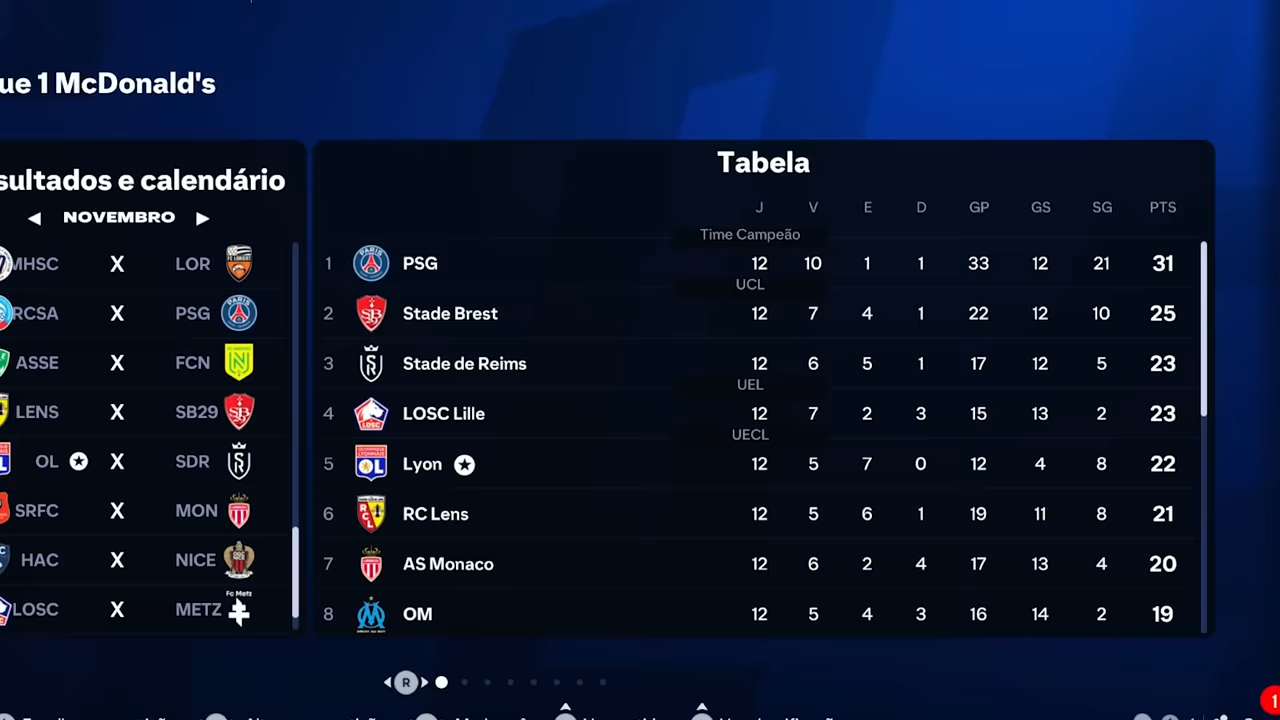 ue 1 McDonald's
sultados e calendário
NOVEMBRO
MHSC X LOR
RCSA X PSG
ASSE X FCN
LENS X SB29
OL X SDR
SRFC X MON
HAC X NICE
LOSC X METZ
Tabela
J V E D GP GS SG PTS
Time Campeão
1 PSG 12 10 1 1 33 12 21 31
UCL
2 Stade Brest 12 7 4 1 22 12 10 25
3 Stade de Reims 12 6 5 1 17 12 5 23
UEL
4 LOSC Lille 12 7 2 3 15 13 2 23
UECL
5 Lyon 12 5 7 0 12 4 8 22
6 RC Lens 12 5 6 1 19 11 8 21
7 AS Monaco 12 6 2 4 17 13 4 20
8 OM 12 5 4 3 16 14 2 19
R
1